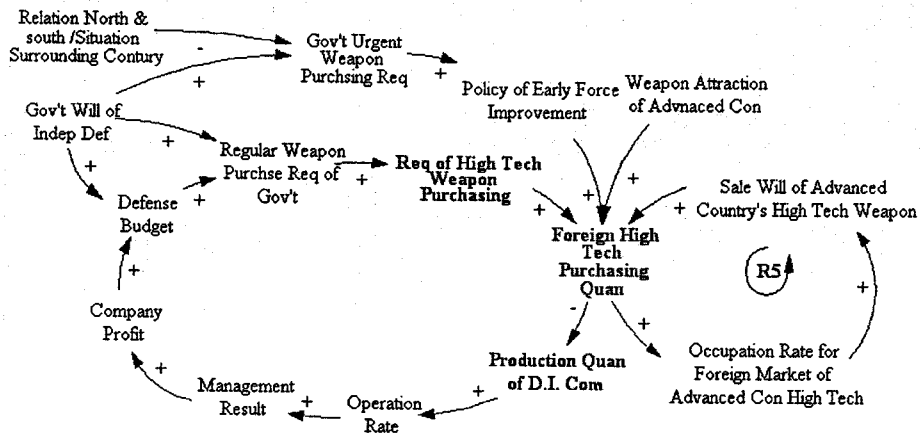 Relation North &
south /Situation
Surrounding Contury
-
+
Gov't Urgent
Weapon
Purchsing Req
+
Policy of Early Force
Improvement
Weapon Attraction
of Advnaced Con
Gov't Will of
Indep Def
+
+
Regular Weapon
Purchse Req of
Gov't
+
+
Req of High Tech
Weapon
Purchasing
+
+
+
+
Sale Will of Advanced
Country's High Tech Weapon
Defense
Budget
Foreign High
Tech
Purchasing
Quan
R5
+
-
+
+
Company
Profit
+
Production Quan
of D.I. Com
Occupation Rate for
Foreign Market of
Advanced Con High Tech
Management
Result
+
Operation
Rate
+